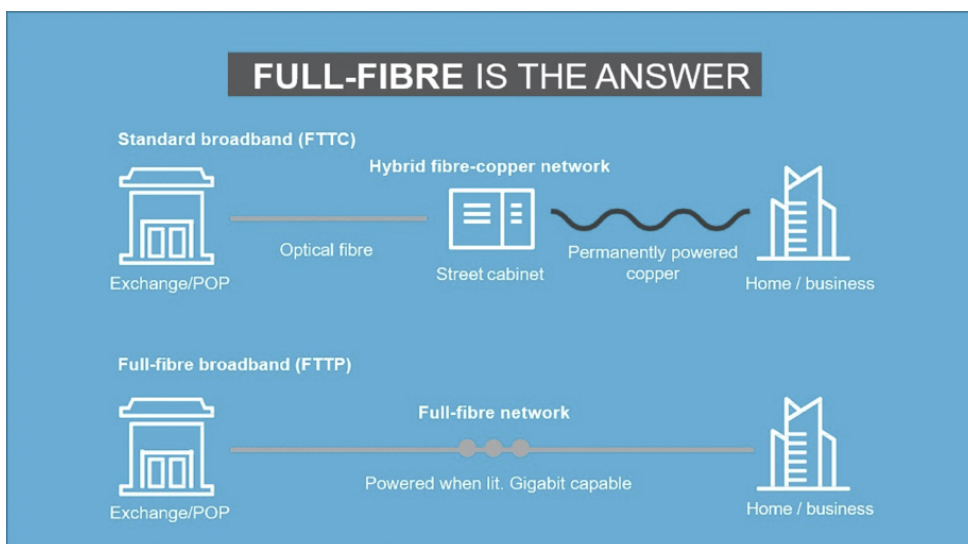 FULL-FIBRE IS THE ANSWER
Standard broadband (FTTC)
Hybrid fibre-copper network
Optical fibre
Permanently powered
copper
Exchange/POP
Street cabinet
Home / business
Full-fibre broadband (FTTP)
Full-fibre network
Powered when lit. Gigabit capable
Exchange/POP
Home / business